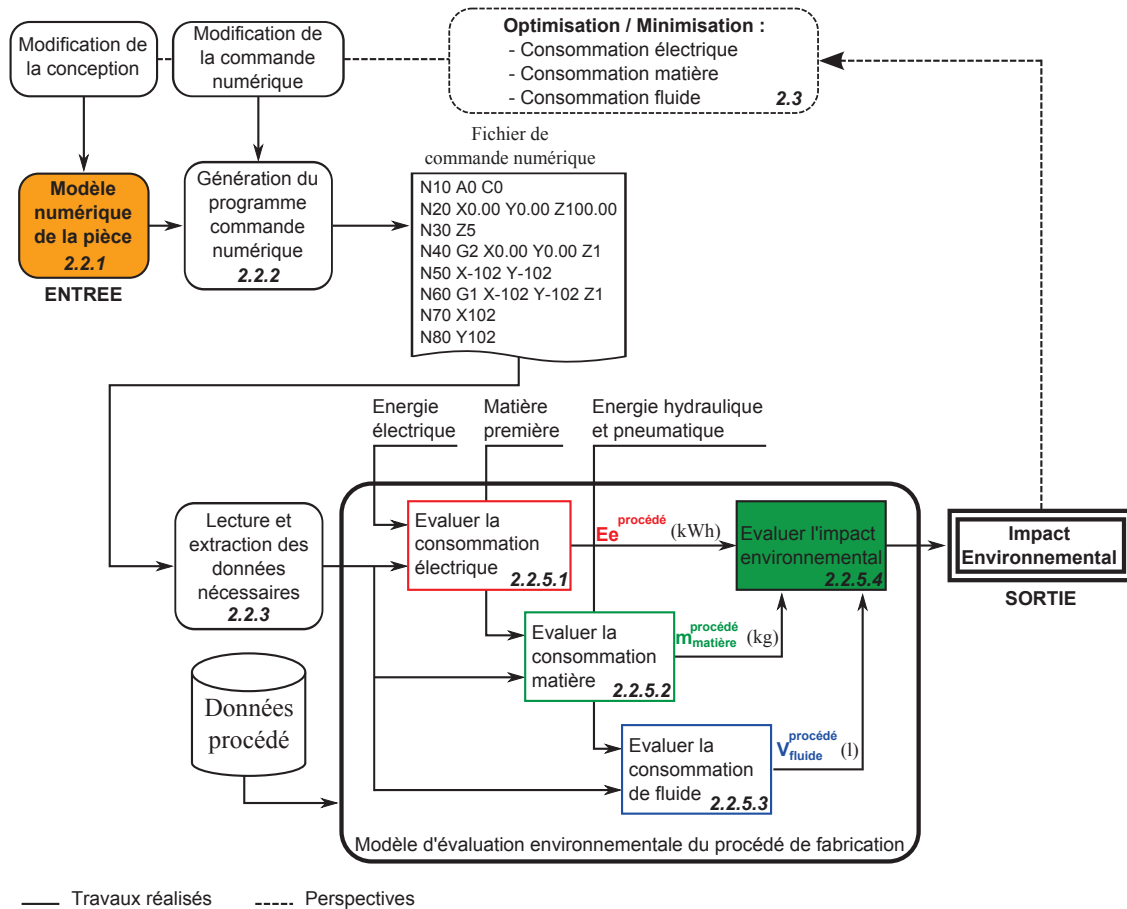 Modification de
la conception
Modification de
la commande
numérique
Optimisation / Minimisation :
- Consommation électrique
- Consommation matière
- Consommation fluide
2.3
Modèle
numérique
de la pièce
2.2.1
ENTREE
Génération du
programme
commande
numérique
2.2.2
Fichier de
commande numérique
N10 A0 C0
N20 X0.00 Y0.00 Z100.00
N30 Z5
N40 G2 X0.00 Y0.00 Z1
N50 X-102 Y-102
N60 G1 X-102 Y-102 Z1
N70 X102
N80 Y102
Energie
électrique
Matière
première
Energie hydraulique
et pneumatique
Lecture et
extraction des
données
nécessaires
2.2.3
Données
procédé
Evaluer la
consommation
électrique
2.2.5.1
Ee procédé (kWh)
Evaluer l'impact
environnemental
2.2.5.4
Impact
Environnemental
SORTIE
Evaluer la
consommation
matière
2.2.5.2
m procédé matière (kg)
Evaluer la
consommation
de fluide
2.2.5.3
V procédé fluide (l)
Modèle d'évaluation environnementale du procédé de fabrication
Travaux réalisés
Perspectives